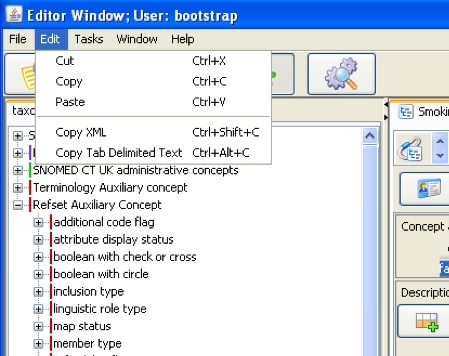 Editor Window; User: bootstrap
File Edit Tasks Window Help
Cut Ctrl+X
Copy Ctrl+C
Paste Ctrl+V
Copy XML Ctrl+Shift+C
Copy Tab Delimited Text Ctrl+Alt+C
SNOMED CT UK administrative concepts
Terminology Auxiliary concept
Refset Auxiliary Concept
additional code flag
attribute display status
boolean with check or cross
boolean with circle
inclusion type
linguistic role type
map status
member type
Concept